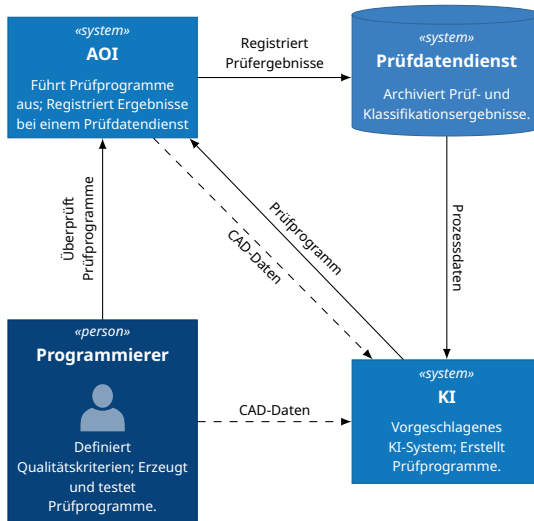 «system»
AOI
Führt Prüfprogramme
aus; Registriert Ergebnisse
bei einem Prüfdatendienst
Registriert
Prüfergebnisse
«system»
Prüfdatendienst
Archiviert Prüf- und
Klassifikationsergebnisse.
Überprüft
Prüfprogramme
CAD-Daten
Prüfprogramm
Prozessdaten
«person»
Programmierer
Definiert
Qualitätskriterien; Erzeugt
und testet
Prüfprogramme.
CAD-Daten
«system»
KI
Vorgeschlagenes
KI-System; Erstellt
Prüfprogramme.